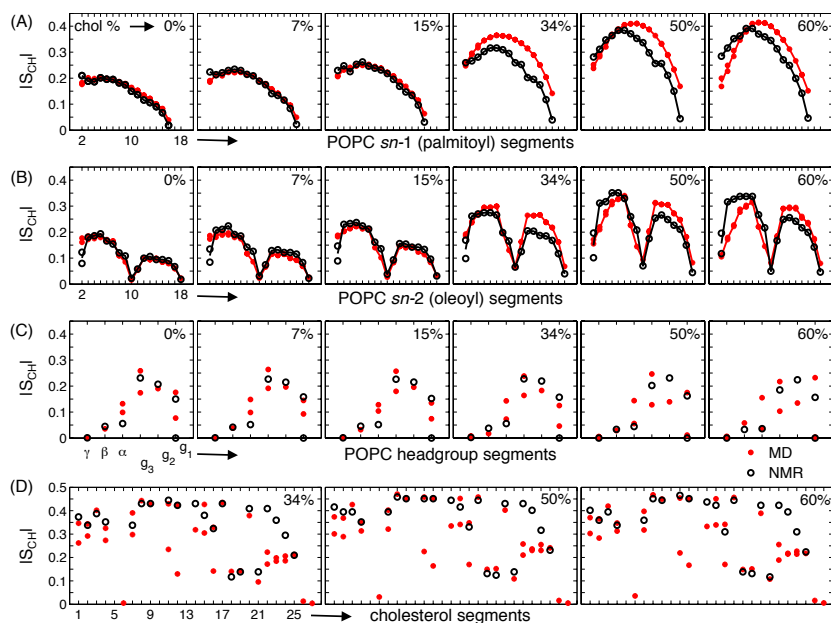 (A) chol % 0% 7% 15% 34% 50% 60%
0.4
0.3
0.2
0.1
0
|S_CH|
2 10 18
POPC sn-1 (palmitoyl) segments
(B) 0% 7% 15% 34% 50% 60%
0.4
0.3
0.2
0.1
0
|S_CH|
2 10 18
POPC sn-2 (oleoyl) segments
(C) 0% 7% 15% 34% 50% 60%
0.4
0.3
0.2
0.1
0
|S_CH|
γ β α g_3 g_2 g_1
POPC headgroup segments
MD
NMR
(D) 34% 50% 60%
0.5
0.4
0.3
0.2
0.1
0
|S_CH|
1 5 9 13 17 21 25
cholesterol segments